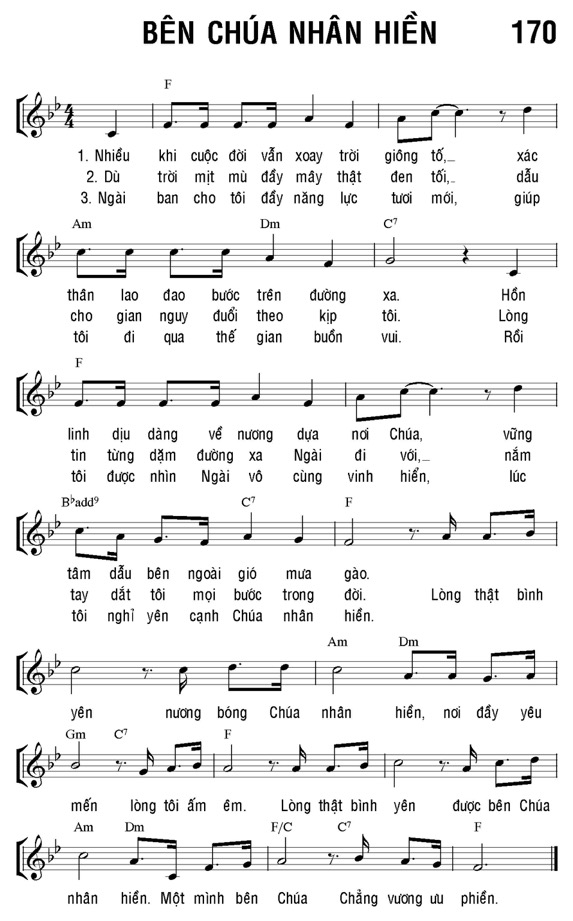 BÊN CHÚA NHÂN HIỀN 170
F
1. Nhiều khi cuộc đời vẫn xoay trời giông tố, xác
2. Dù trời mịt mù đầy mây thật đen tối, dẫu
3. Ngài ban cho tôi đầy năng lực tươi mới, giúp
Am Dm C7
thân lao đao bước trên đường xa. Hồn
cho gian nguy đuổi theo kịp tôi. Lòng
tôi đi qua thế gian buồn vui. Rồi
F
linh dịu dàng về nương dựa nơi Chúa, vững
tin từng dặm đường xa Ngài đi với, nắm
tôi được nhìn Ngài vô cùng vinh hiển, lúc
Bbadd9 C7 F
tâm dẫu bên ngoài gió mưa gào.
tay dắt tôi mọi bước trong đời. Lòng thật bình
tôi nghỉ yên cạnh Chúa nhân hiền.
Am Dm
yên nương bóng Chúa nhân hiền, nơi đầy yêu
Gm C7 F
mến lòng tôi ấm êm. Lòng thật bình yên được bên Chúa
Am Dm F/C C7 F
nhân hiền. Một mình bên Chúa Chẳng vương ưu phiền.